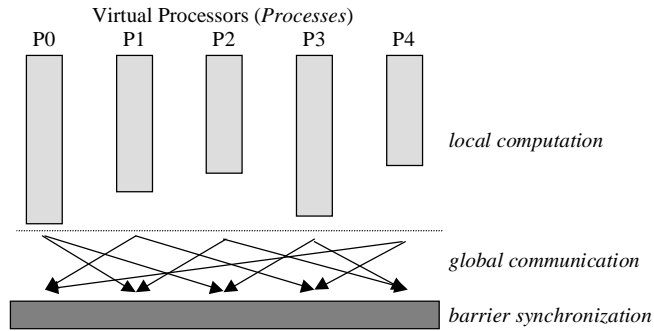 Virtual Processors (Processes)
P0 P1 P2 P3 P4
local computation
global communication
barrier synchronization